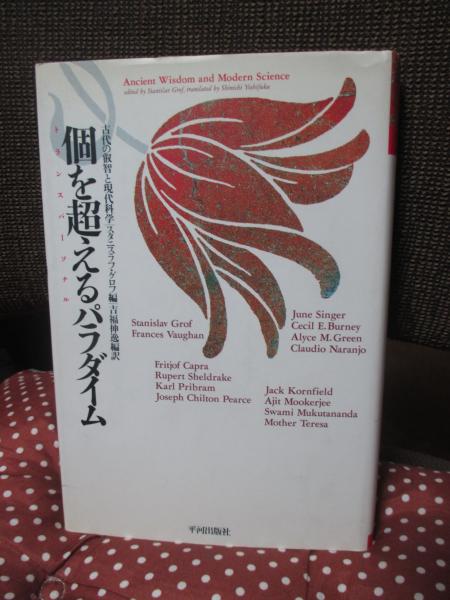 Ancient Wisdom and Modern Science
edited by Stanislav Grof, translated by Shinichi Yoshifuku
古代の叡智と現代科学 スタニスラフ・グロフ編 吉福伸逸編訳
個を超えるパラダイム
トランスパーソナル
Stanislav Grof
Frances Vaughan
June Singer
Cecil E. Burney
Alyce M. Green
Claudio Naranjo
Fritjof Capra
Rupert Sheldrake
Karl Pribram
Joseph Chilton Pearce
Jack Kornfield
Ajit Mookerjee
Swami Mukutananda
Mother Teresa
平河出版社